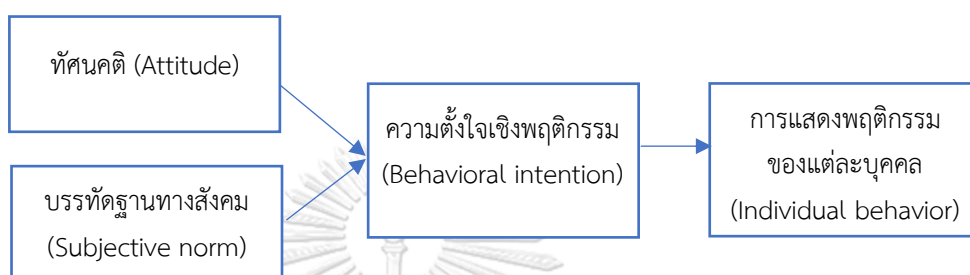 ทัศนคติ (Attitude)
บรรทัดฐานทางสังคม
(Subjective norm)
ความตั้งใจเชิงพฤติกรรม
(Behavioral intention)
การแสดงพฤติกรรม
ของแต่ละบุคคล
(Individual behavior)